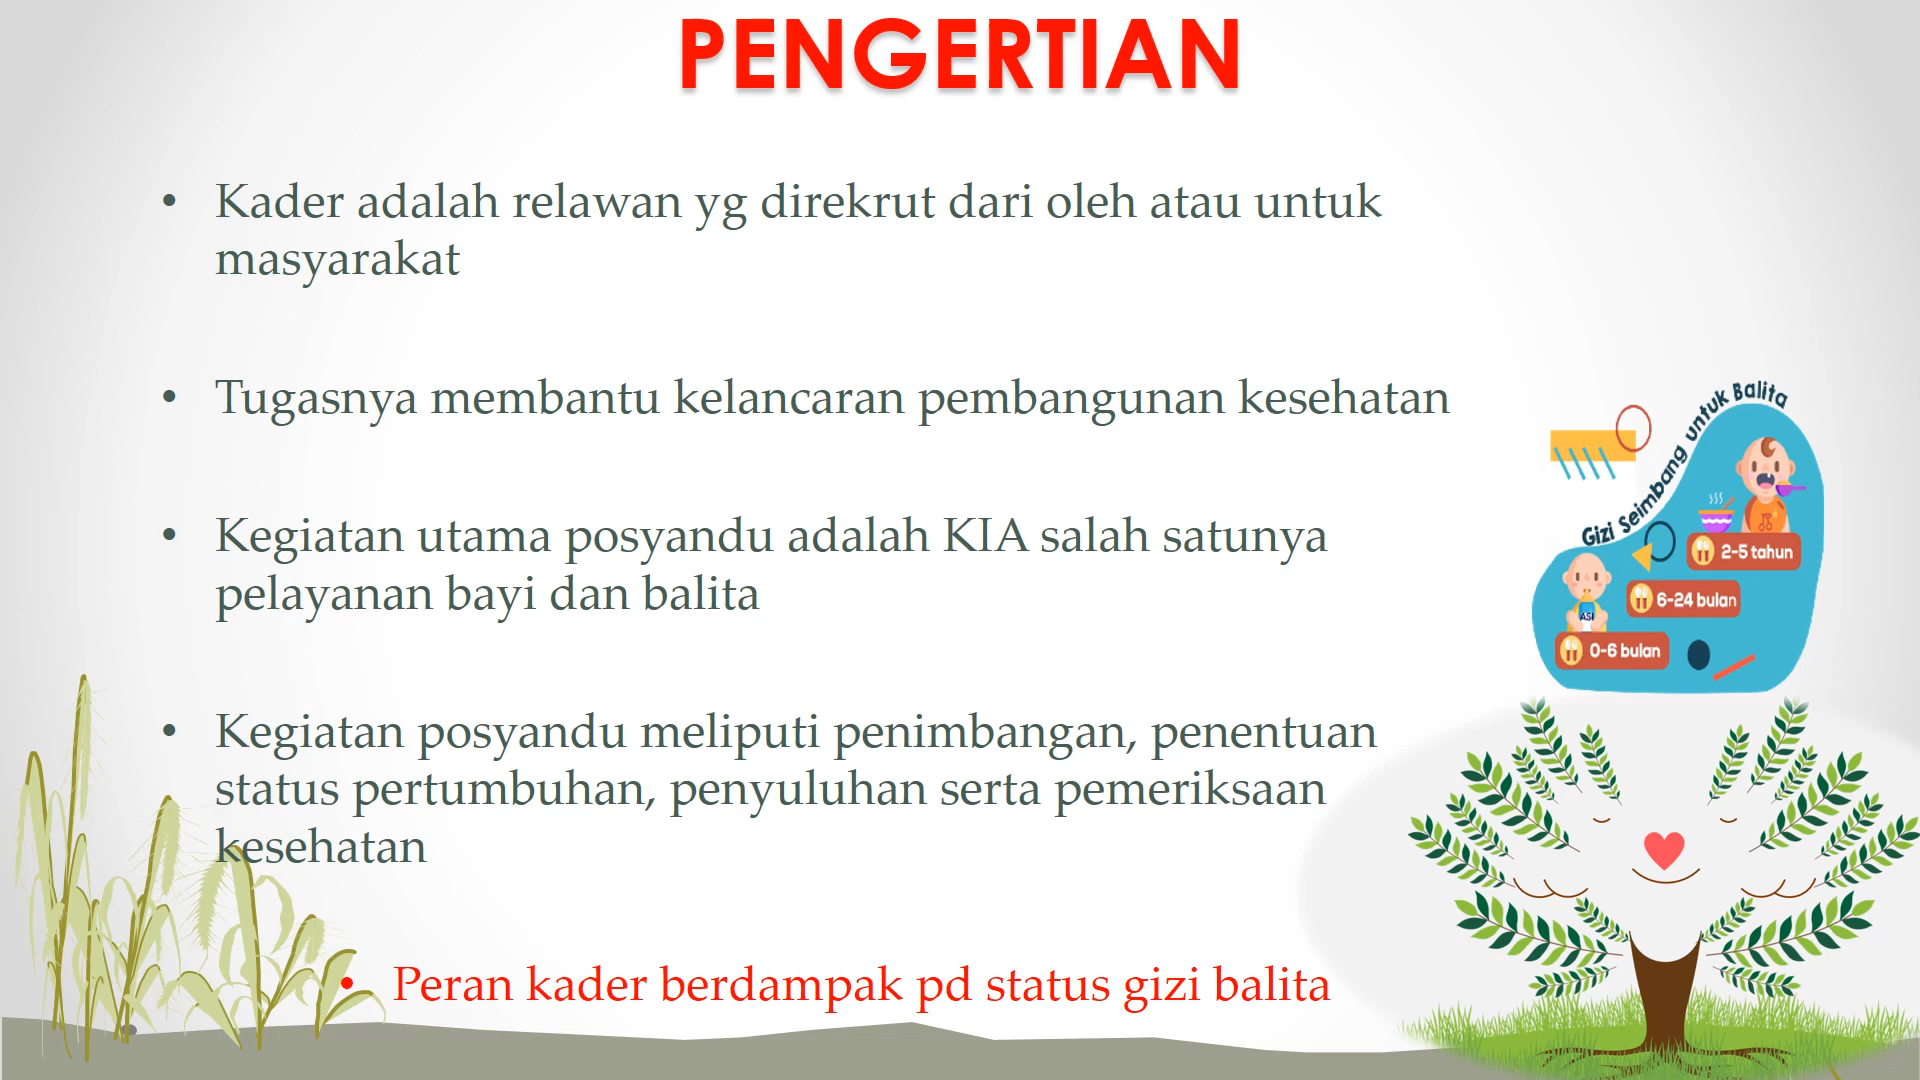 PENGERTIAN
• Kader adalah relawan yg direkrut dari oleh atau untuk
masyarakat
• Tugasnya membantu kelancaran pembangunan kesehatan
• Kegiatan utama posyandu adalah KIA salah satunya
pelayanan bayi dan balita
• Kegiatan posyandu meliputi penimbangan, penentuan
status pertumbuhan, penyuluhan serta pemeriksaan
kesehatan
• Peran kader berdampak pd status gizi balita
Gizi Seimbang untuk Balita
2-5 tahun
6-24 bulan
ASI
0-6 bulan